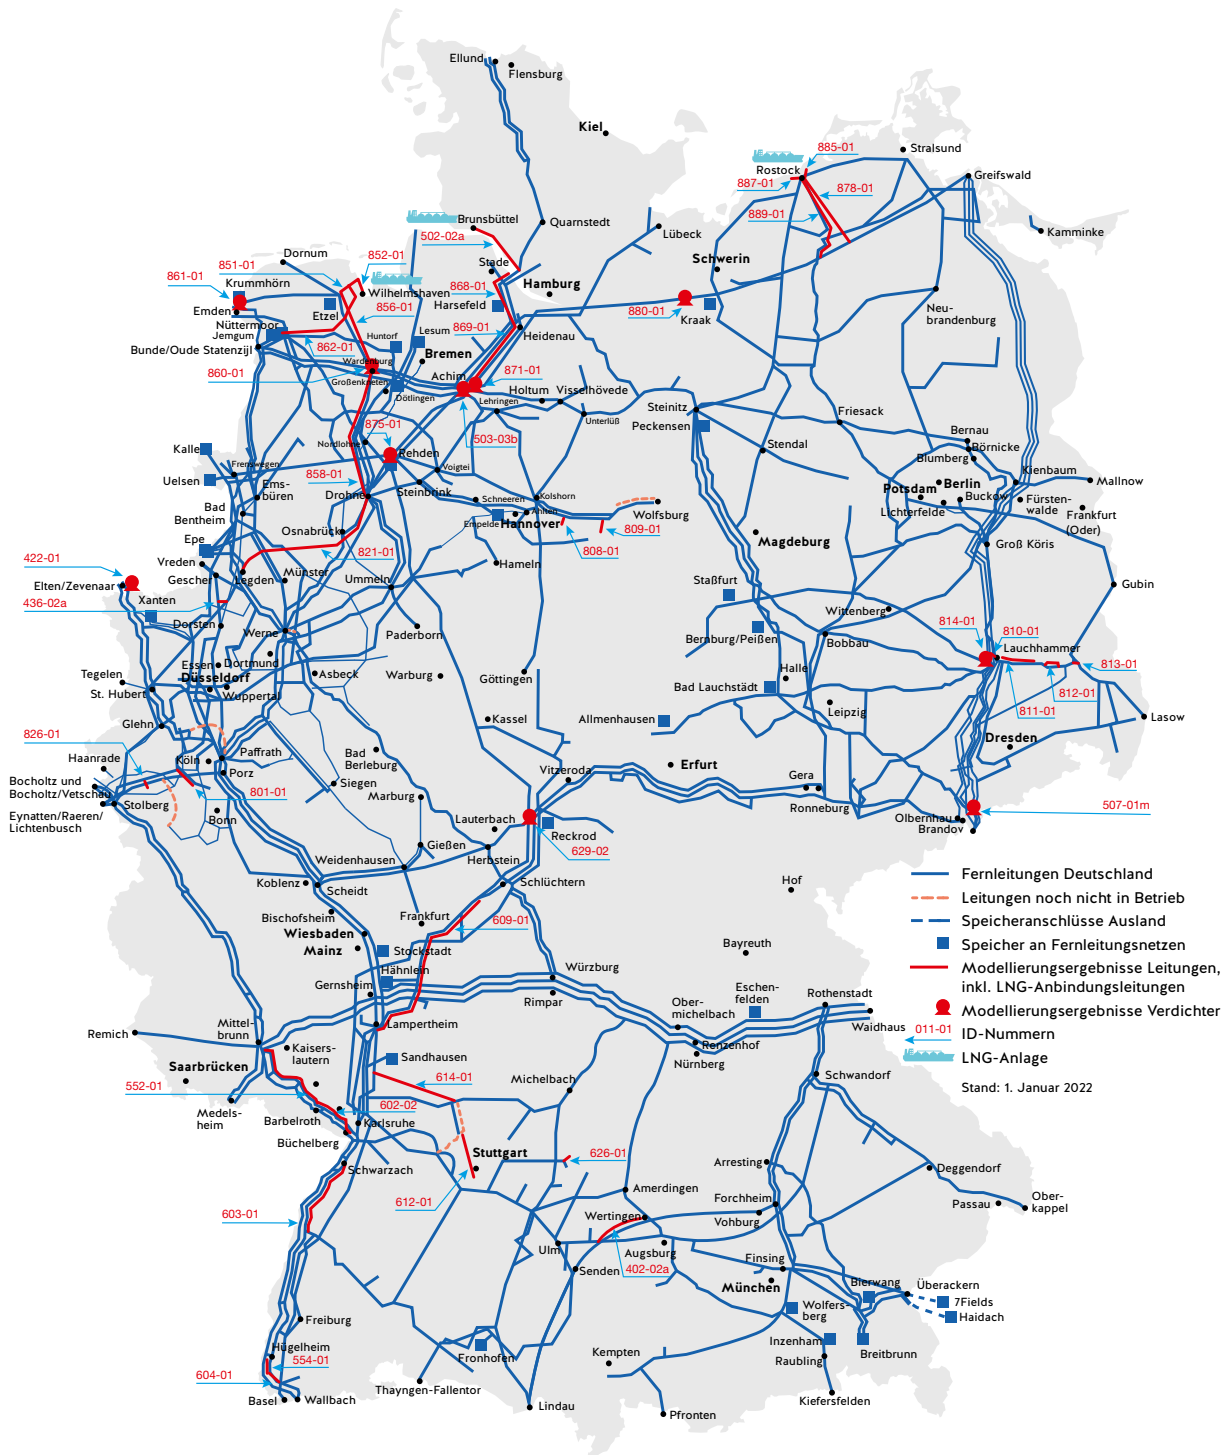 Ellund
Flensburg
Kiel
885-01
Stralsund
Rostock
887-01
878-01
Greifswald
889-01
Brunsbüttel
502-02a
Quarnstedt
Lübeck
Kamminke
Dornum
852-01
851-01
861-01
Krummhörn
Stade
Schwerin
Wilhelmshaven
868-01
Hamburg
Emden
Etzel
856-01
Harsefeld
880-01
Kraak
Neu-
brandenburg
Nüttermoor
Jemgum
Huntorf
Lesum
869-01
Heidenau
Bunde/Oude Statenzijl
862-01
Bremen
Wardenburg
860-01
Großenkneten
Achim
871-01
Dötlingen
Lehringen
Holtum
Visselhövede
Unterlüß
Steinitz
Peckensen
Friesack
875-01
503-03b
Nordlohne
Rehden
Stendal
Bernau
Börnicke
Blumberg
Kalle
Frenswegen
858-01
Voigtei
Uelsen
Ems-
büren
Drohne
Steinbrink
Schneeren
Kolshorn
Kienbaum
Mallnow
Berlin
Potsdam
Buckow
Lichterfelde
Fürsten-
walde
Frankfurt
(Oder)
Bad
Bentheim
Osnabrück
Empelde
Ahlten
Hannover
Wolfsburg
809-01
808-01
Magdeburg
Groß Köris
Epe
821-01
422-01
Vreden
Gescher
Legden
Münster
Ummeln
Hameln
Elten/Zevenaar
436-02a
Xanten
Dorsten
Werne
Paderborn
Staßfurt
Gubin
Wittenberg
Bernburg/Peißen
Bobbau
814-01
810-01
Lauchhammer
813-01
812-01
811-01
Essen
Dortmund
Tegelen
Düsseldorf
St. Hubert
Wuppertal
Asbeck
Warburg
Göttingen
Halle
Bad Lauchstädt
Leipzig
Allmenhausen
Lasow
Dresden
Glehn
Kassel
826-01
Haanrade
Köln
Paffrath
Porz
Bad
Berleburg
Bocholtz und
Bocholtz/Vetschau
Stolberg
801-01
Siegen
Marburg
Vitzeroda
Erfurt
Gera
Ronneburg
Eynatten/Raeren/
Lichtenbusch
Bonn
Lauterbach
Reckrod
629-02
Olbernhau
Brandov
507-01m
Gießen
Weidenhausen
Herbstein
Koblenz
Scheidt
Schlüchtern
Hof
Bischofsheim
Frankfurt
609-01
Wiesbaden
Mainz
Stockstadt
Bayreuth
Hähnlein
Gernsheim
Würzburg
Rimpar
Eschen-
felden
Rothenstadt
Ober-
michelbach
Waidhaus
Renzenhof
Nürnberg
Lampertheim
Remich
Mittel-
brunn
Kaisers-
lautern
Sandhausen
Saarbrücken
614-01
Michelbach
Schwandorf
552-01
602-02
Medels-
heim
Barbelroth
Karlsruhe
Büchelberg
Stuttgart
626-01
Schwarzach
612-01
Arresting
Deggendorf
Passau
Ober-
kappel
Amerdingen
Forchheim
Vohburg
603-01
Wertingen
Ulm
Augsburg
402-02a
Senden
Finsing
München
Bierwang
Überackern
7Fields
Haidach
Wolfers-
berg
Breitbrunn
Freiburg
Inzenham
Raubling
Hügelheim
554-01
604-01
Fronhofen
Kempten
Basel
Wallbach
Thayngen-Fallentor
Lindau
Kiefersfelden
Pfronten
Fernleitungen Deutschland
Leitungen noch nicht in Betrieb
Speicheranschlüsse Ausland
Speicher an Fernleitungsnetzen
Modellierungsergebnisse Leitungen,
inkl. LNG-Anbindungsleitungen
Modellierungsergebnisse Verdichter
011-01
ID-Nummern
LNG-Anlage
Stand: 1. Januar 2022